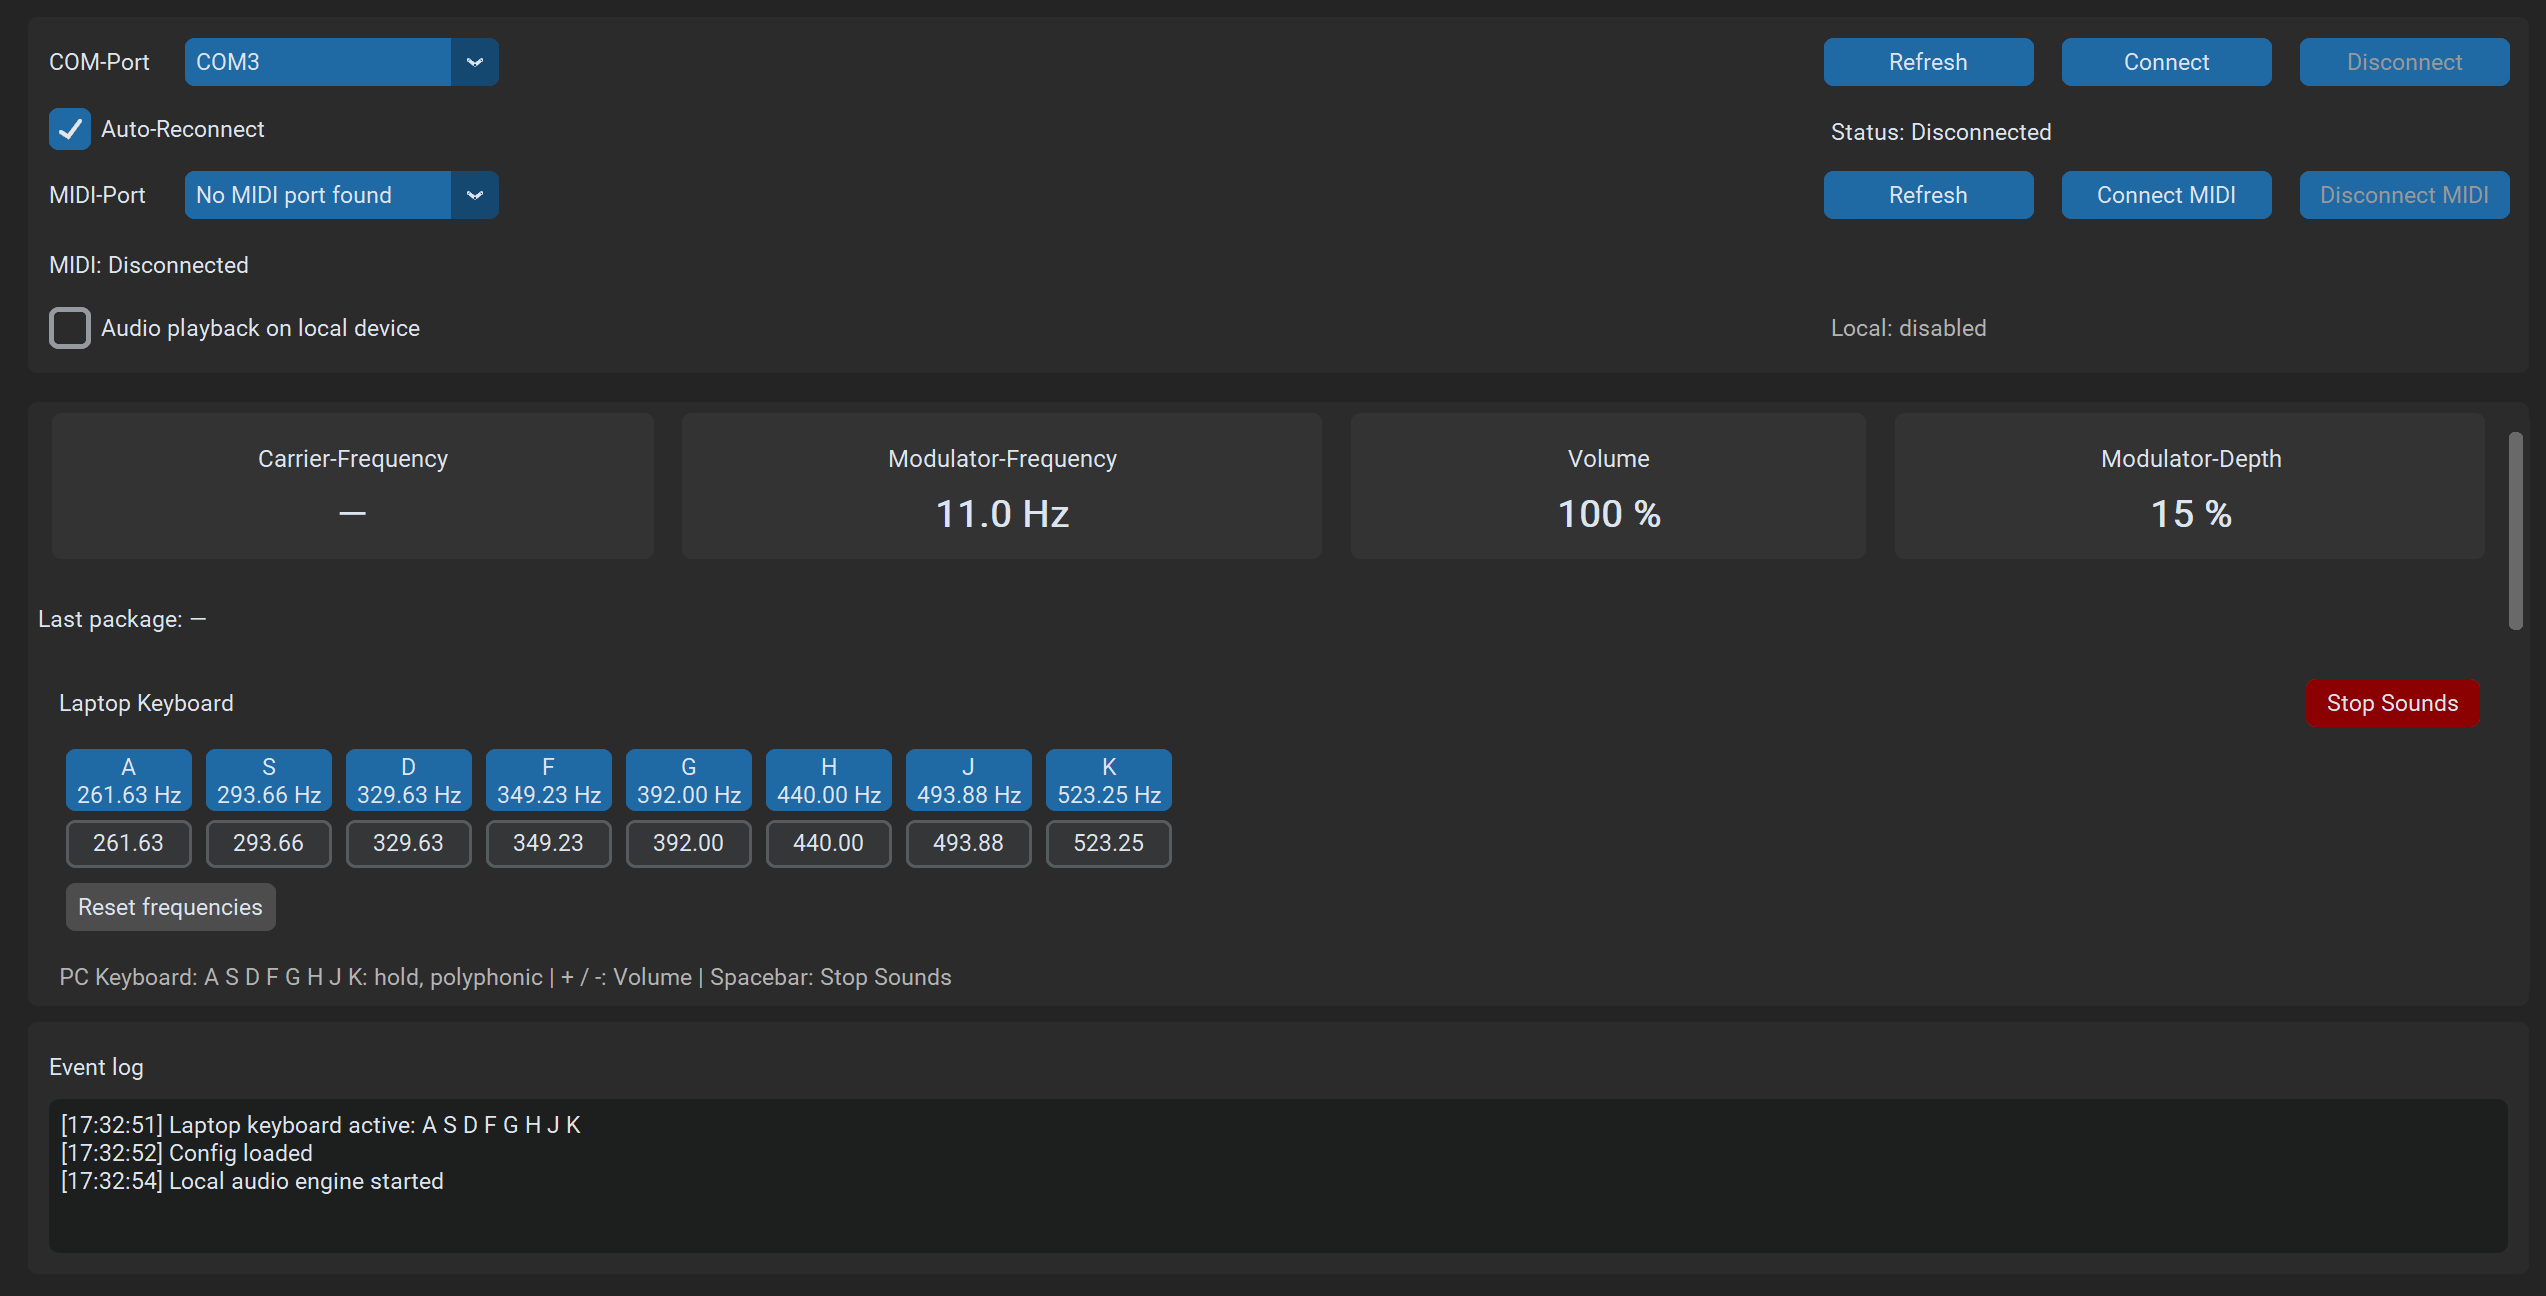 COM-Port COM3 Refresh Connect Disconnect
Auto-Reconnect Status: Disconnected
MIDI-Port No MIDI port found Refresh Connect MIDI Disconnect MIDI
MIDI: Disconnected
Audio playback on local device Local: disabled
Carrier-Frequency Modulator-Frequency Volume Modulator-Depth
— 11.0 Hz 100 % 15 %
Last package: —
Laptop Keyboard Stop Sounds
A S D F G H J K
261.63 Hz 293.66 Hz 329.63 Hz 349.23 Hz 392.00 Hz 440.00 Hz 493.88 Hz 523.25 Hz
261.63 293.66 329.63 349.23 392.00 440.00 493.88 523.25
Reset frequencies
PC Keyboard: A S D F G H J K: hold, polyphonic | + / -: Volume | Spacebar: Stop Sounds
Event log
[17:32:51] Laptop keyboard active: A S D F G H J K
[17:32:52] Config loaded
[17:32:54] Local audio engine started